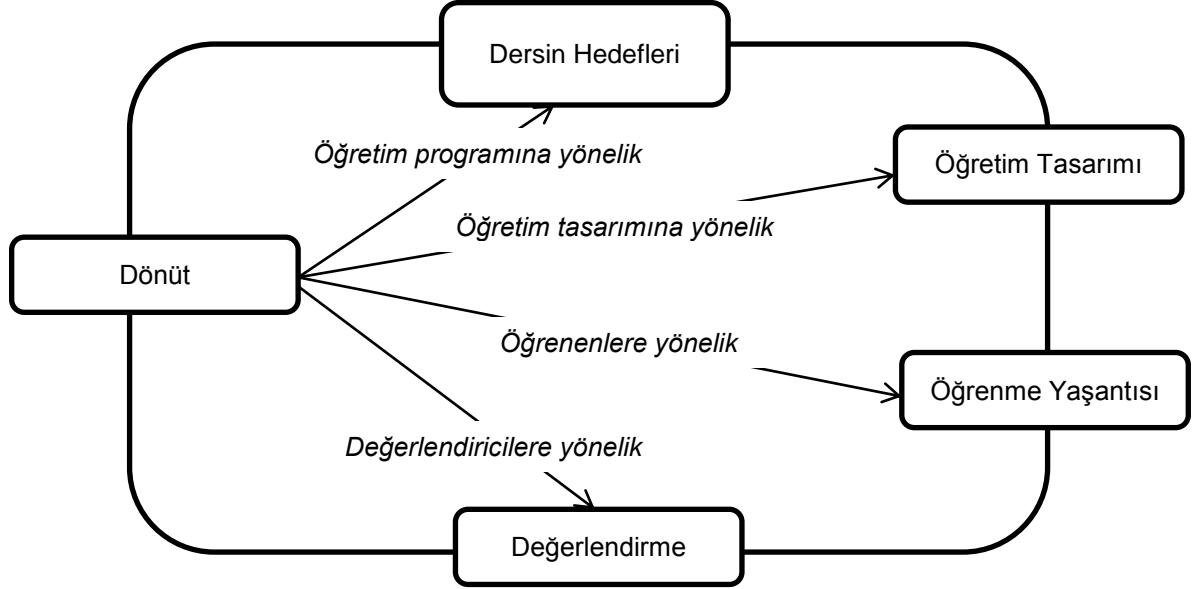 Dersin Hedefleri
Öğretim programına yönelik
Öğretim Tasarımı
Öğretim tasarımına yönelik
Dönüt
Öğrenenlere yönelik
Öğrenme Yaşantısı
Değerlendiricilere yönelik
Değerlendirme